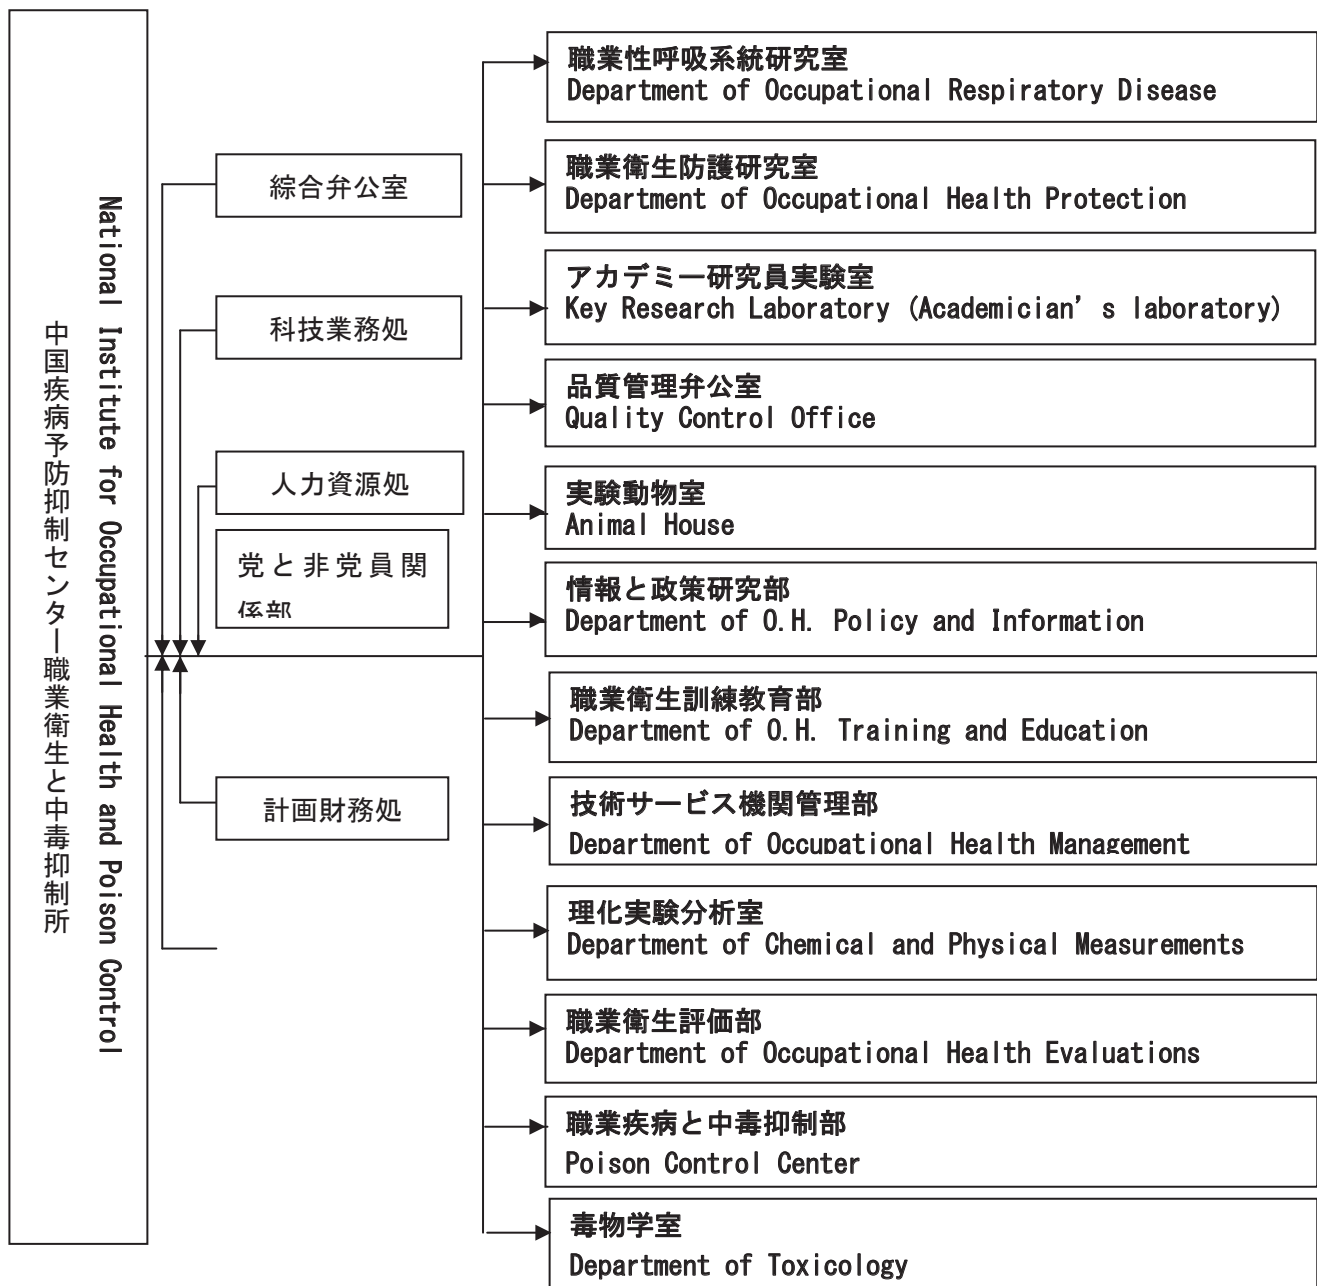 National Institute for Occupational Health and Poison Control
中国疾病予防抑制センター職業衛生と中毒抑制所
綜合弁公室
科技業務処
人力資源処
党と非党員関
係部
計画財務処
職業性呼吸系統研究室
Department of Occupational Respiratory Disease
職業衛生防護研究室
Department of Occupational Health Protection
アカデミー研究員実験室
Key Research Laboratory (Academician’s laboratory)
品質管理弁公室
Quality Control Office
実験動物室
Animal House
情報と政策研究部
Department of O.H. Policy and Information
職業衛生訓練教育部
Department of O.H. Training and Education
技術サービス機関管理部
Department of Occupational Health Management
理化実験分析室
Department of Chemical and Physical Measurements
職業衛生評価部
Department of Occupational Health Evaluations
職業疾病と中毒抑制部
Poison Control Center
毒物学室
Department of Toxicology